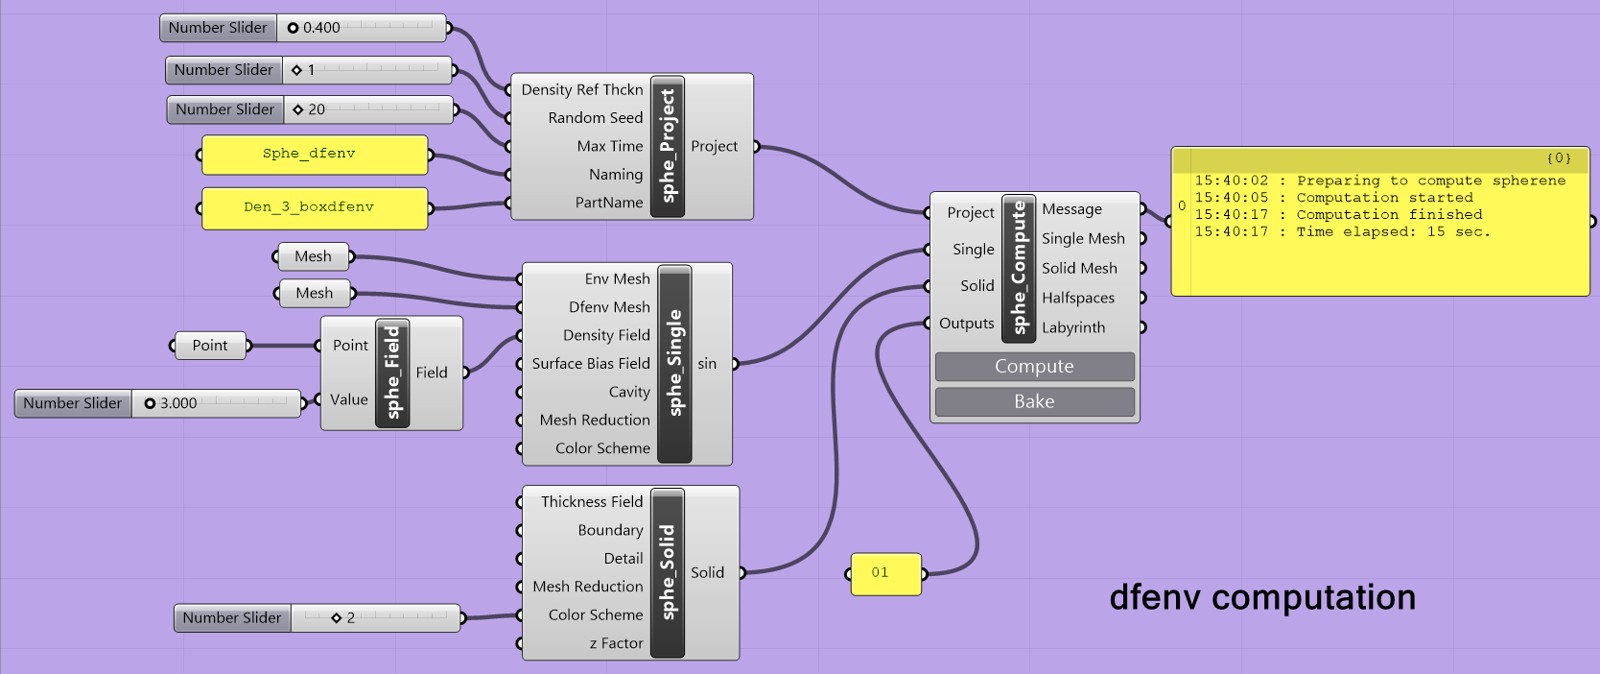 Number Slider 0.400
Number Slider 1
Number Slider 20
Sphe_dfenv
Den_3_boxdfenv
Density Ref Thckn
Random Seed
Max Time
Naming
PartName
sphe_Project
Project
Mesh
Mesh
Point
Number Slider 3.000
Point
Value
sphe_Field
Field
Env Mesh
Dfenv Mesh
Density Field
Surface Bias Field
Cavity
Mesh Reduction
Color Scheme
sphe_Single
sin
Number Slider 2
Thickness Field
Boundary
Detail
Mesh Reduction
Color Scheme
z Factor
sphe_Solid
Solid
01
Project
Single
Solid
Outputs
sphe_Compute
Message
Single Mesh
Solid Mesh
Halfspaces
Labyrinth
Compute
Bake
{0}
0
15:40:02 : Preparing to compute spherene
15:40:05 : Computation started
15:40:17 : Computation finished
15:40:17 : Time elapsed: 15 sec.
dfenv computation